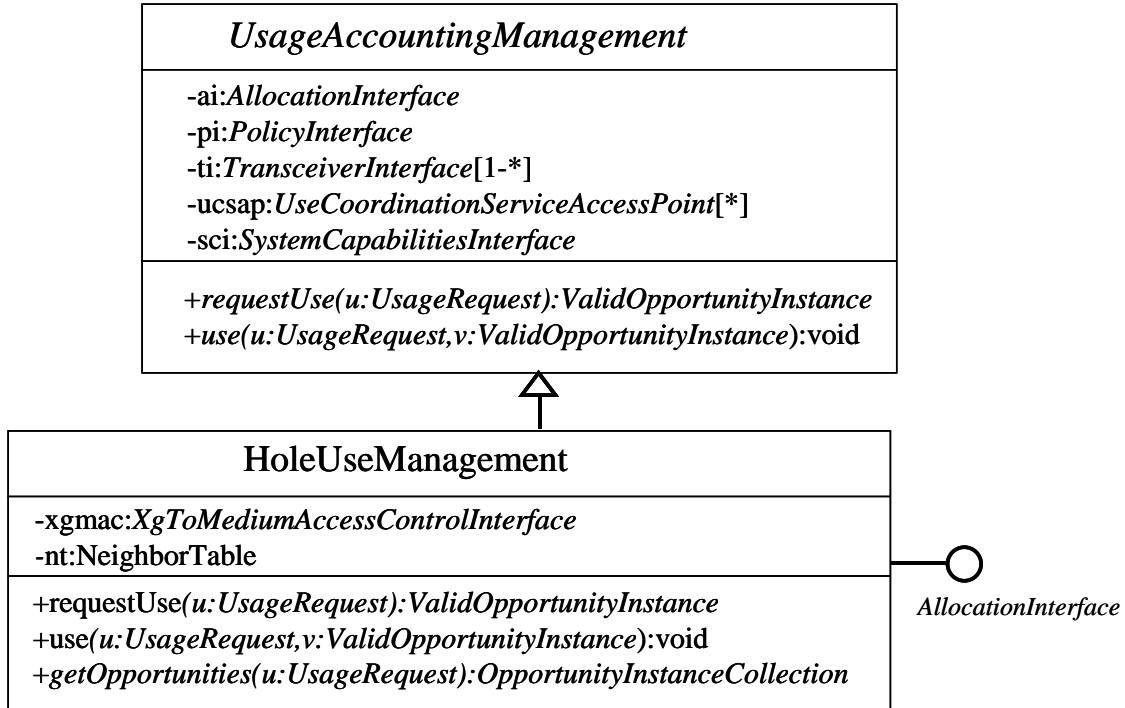 UsageAccountingManagement
-ai:AllocationInterface
-pi:PolicyInterface
-ti:TransceiverInterface[1-*]
-ucsap:UseCoordinationServiceAccessPoint[*]
-sci:SystemCapabilitiesInterface
+requestUse(u:UsageRequest):ValidOpportunityInstance
+use(u:UsageRequest,v:ValidOpportunityInstance):void
HoleUseManagement
-xgmac:XgToMediumAccessControlInterface
-nt:NeighborTable
+requestUse(u:UsageRequest):ValidOpportunityInstance
+use(u:UsageRequest,v:ValidOpportunityInstance):void
+getOpportunities(u:UsageRequest):OpportunityInstanceCollection
AllocationInterface